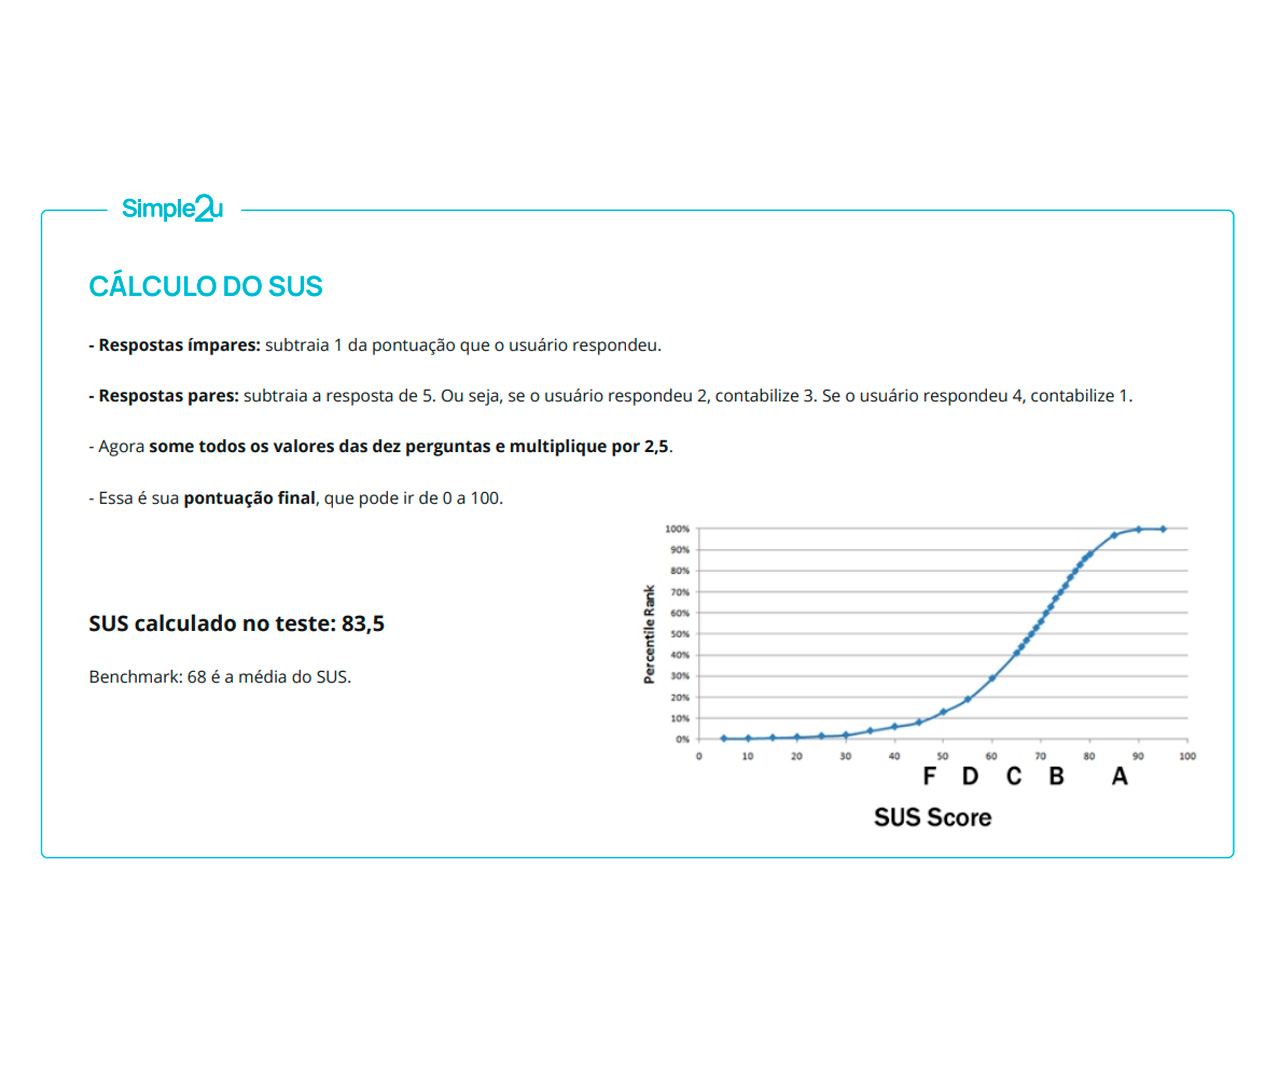 Simple2u
CÁLCULO DO SUS
- Respostas ímpares: subtraia 1 da pontuação que o usuário respondeu.
- Respostas pares: subtraia a resposta de 5. Ou seja, se o usuário respondeu 2, contabilize 3. Se o usuário respondeu 4, contabilize 1.
- Agora some todos os valores das dez perguntas e multiplique por 2,5.
- Essa é sua pontuação final, que pode ir de 0 a 100.
SUS calculado no teste: 83,5
Benchmark: 68 é a média do SUS.
Percentile Rank
100%
90%
80%
70%
60%
50%
40%
30%
20%
10%
0%
0 10 20 30 40 50 60 70 80 90 100
F D C B A
SUS Score